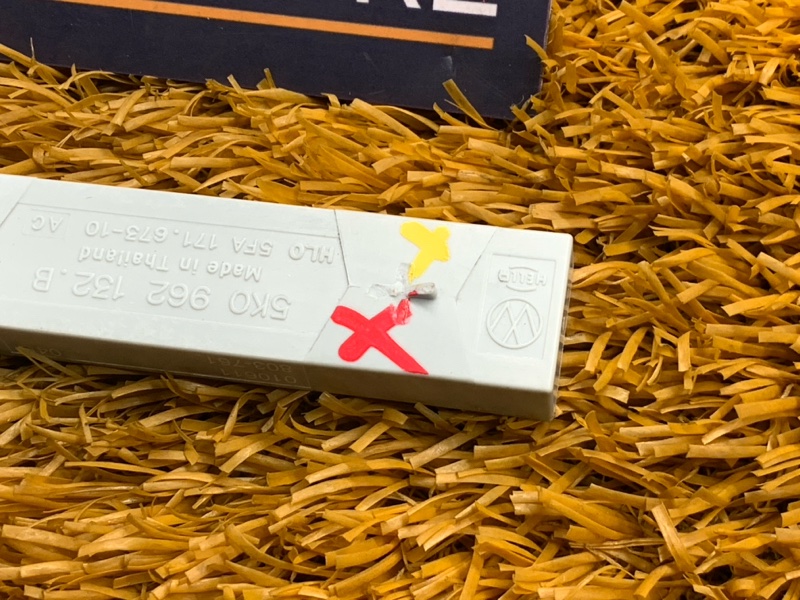 5K0 962 132.B
Made in Thailand
HLO 5FA 171.673-10 AC
HELLA